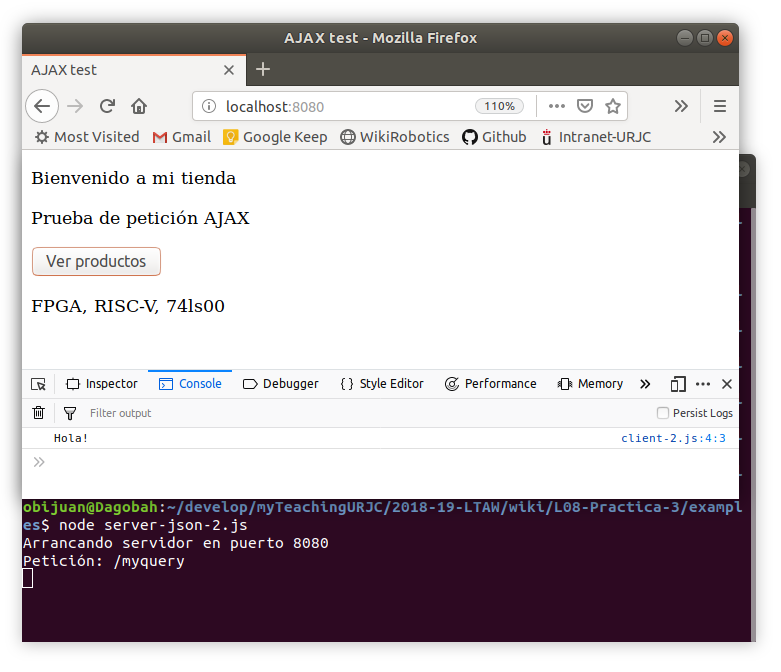 AJAX test - Mozilla Firefox
AJAX test
localhost:8080 110%
Most Visited Gmail Google Keep WikiRobotics Github Intranet-URJC
Bienvenido a mi tienda
Prueba de petición AJAX
Ver productos
FPGA, RISC-V, 74ls00
Inspector Console Debugger Style Editor Performance Memory
Filter output Persist Logs
Hola! client-2.js:4:3
obijuan@Dagobah:~/develop/myTeachingURJC/2018-19-LTAW/wiki/L08-Practica-3/exampl
es$ node server-json-2.js
Arrancando servidor en puerto 8080
Petición: /myquery